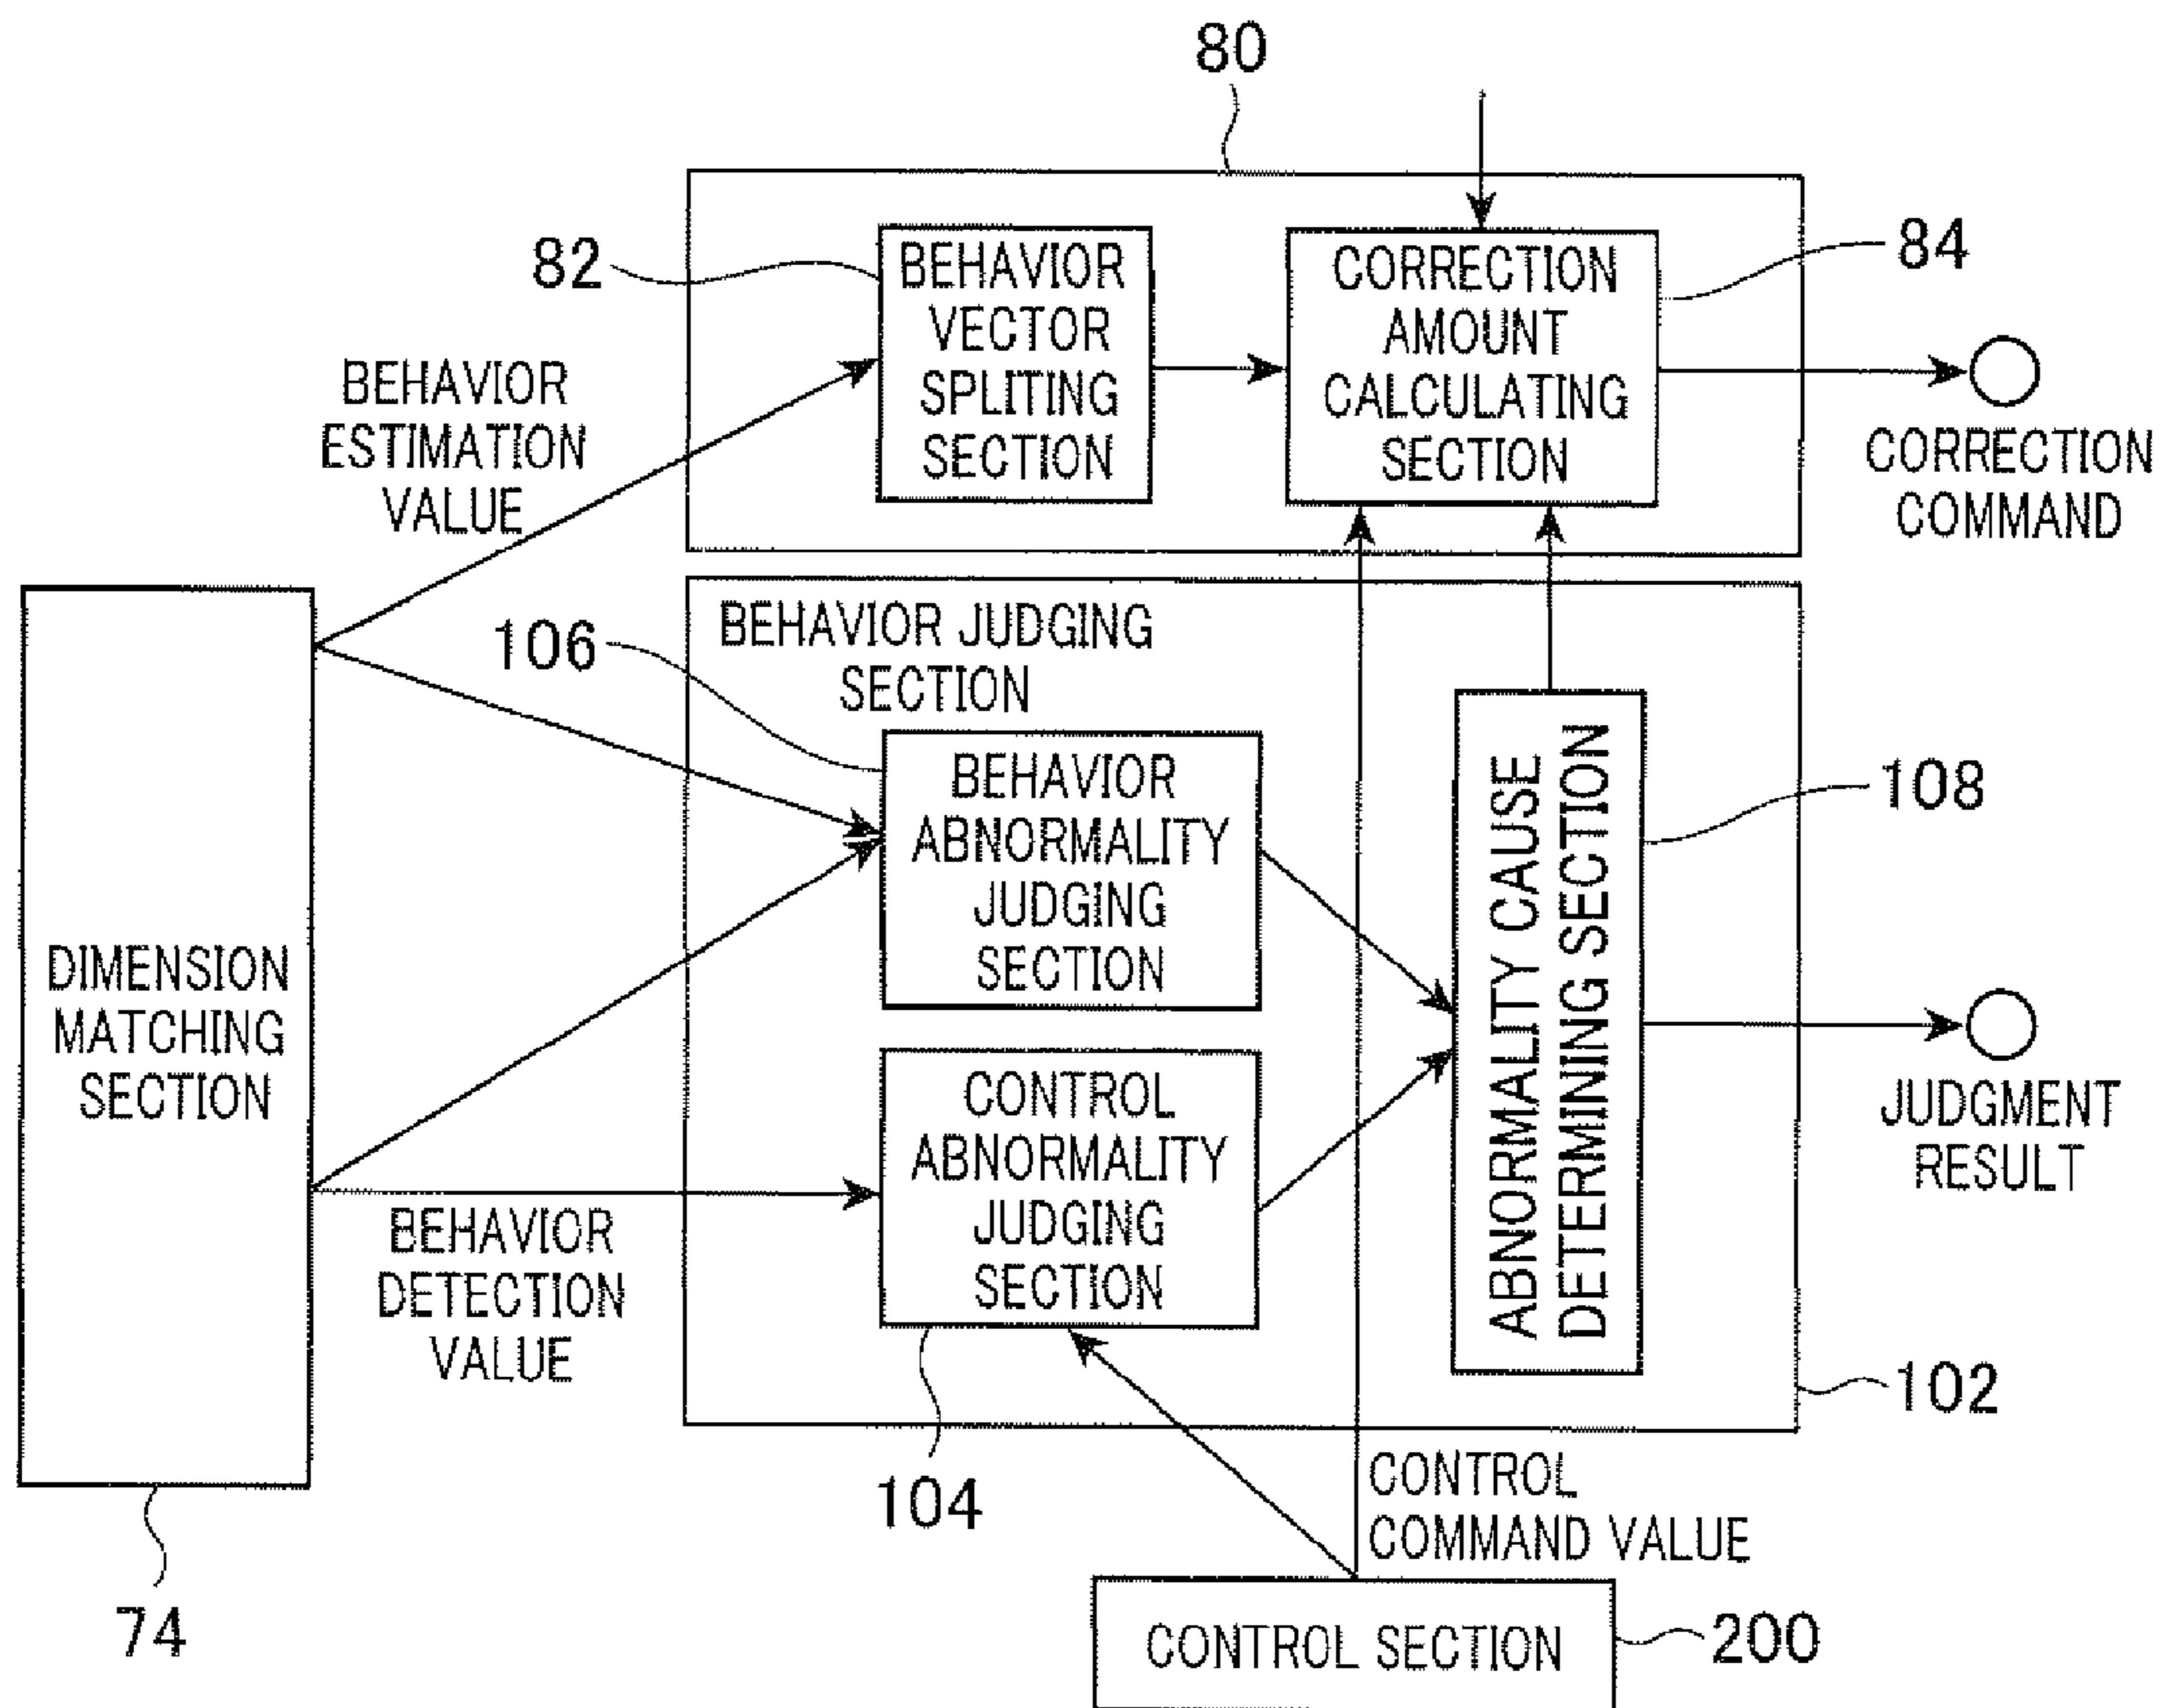 80
82
BEHAVIOR
VECTOR
SPLITING
SECTION
CORRECTION
AMOUNT
CALCULATING
SECTION
84
BEHAVIOR
ESTIMATION
VALUE
CORRECTION
COMMAND
BEHAVIOR JUDGING
SECTION
106
BEHAVIOR
ABNORMALITY
JUDGING
SECTION
ABNORMALITY CAUSE
DETERMINING SECTION
108
DIMENSION
MATCHING
SECTION
CONTROL
ABNORMALITY
JUDGING
SECTION
JUDGMENT
RESULT
BEHAVIOR
DETECTION
VALUE
102
104
CONTROL
COMMAND VALUE
74
CONTROL SECTION
200